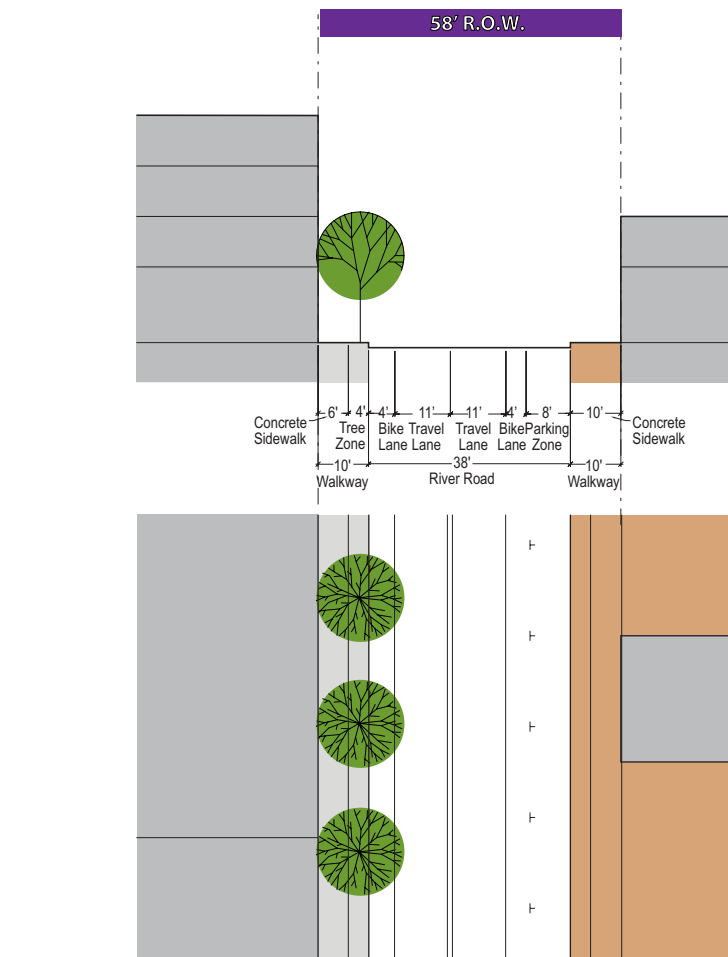 58' R.O.W.
6' 4' 4' 11' 11' 4' 8' 10'
Concrete
Sidewalk
Tree
Zone
Bike
Lane
Travel
Lane
Travel
Lane
Bike
Lane
Parking
Zone
Concrete
Sidewalk
10'
Walkway
38'
River Road
10'
Walkway